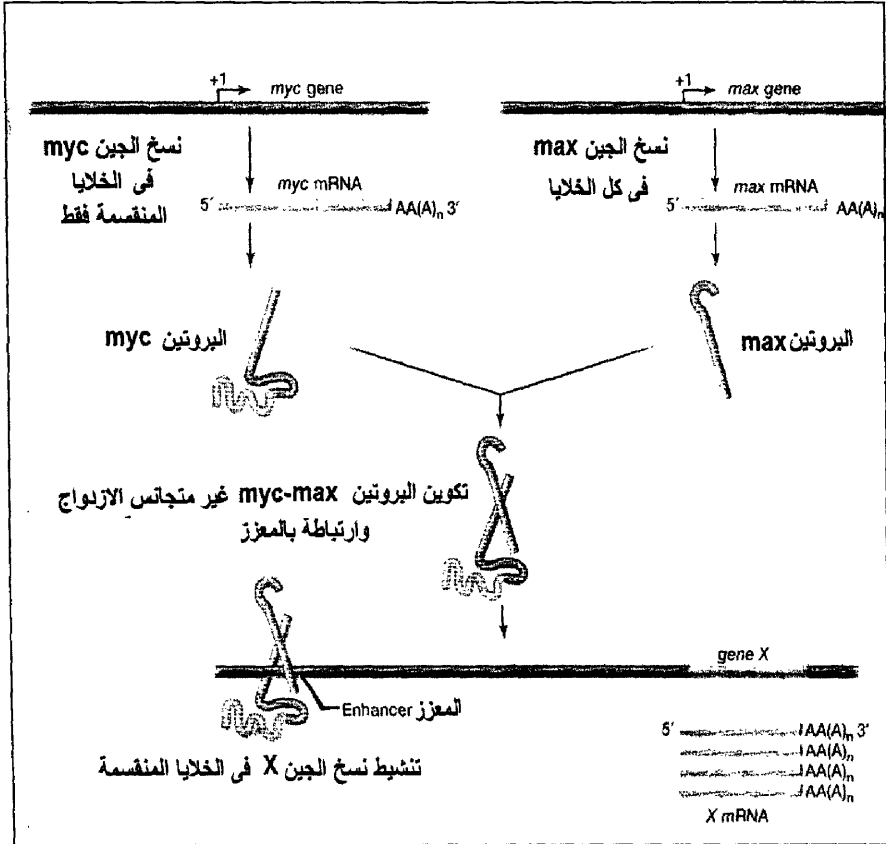 +1
myc gene
+1
max gene
نسخ الجين myc
فى الخلايا
المنقسمة فقط
myc mRNA
5′ AA(A)n 3′
نسخ الجين max
فى كل الخلايا
max mRNA
5′ AA(A)n
البروتين myc
البروتين max
تكوين البروتين myc-max غير متجانس الازدواج
وارتباطة بالمعزز
gene X
Enhancer المعزز
تنشيط نسخ الجين X فى الخلايا المنقسمة
5′ AA(A)n 3′
AA(A)n
AA(A)n
AA(A)n
X mRNA